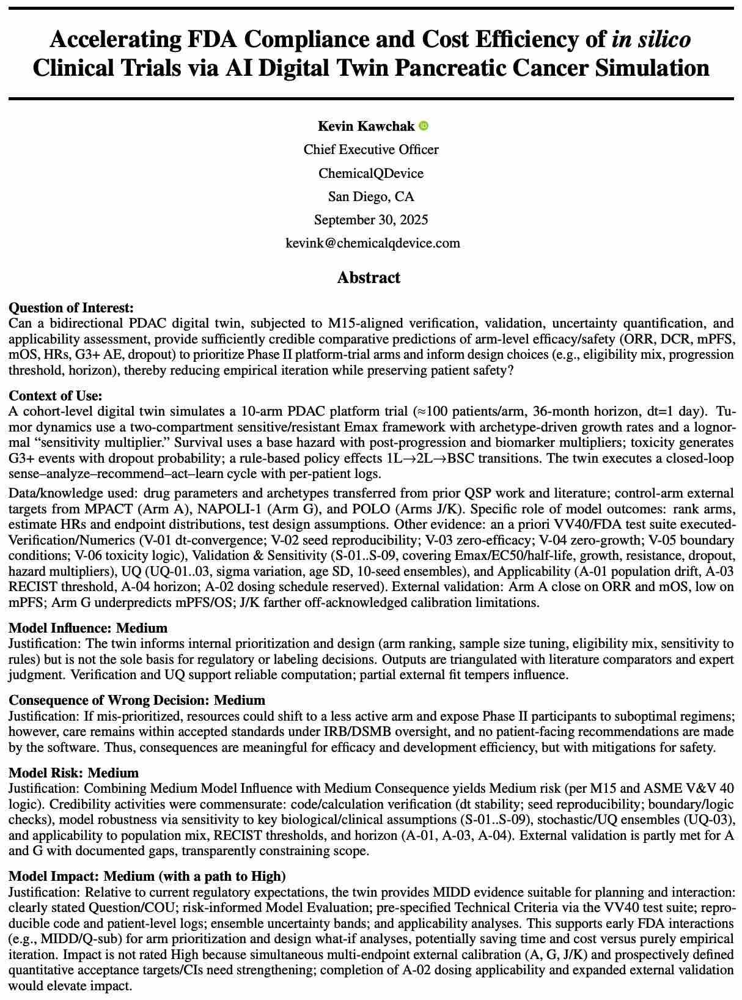 Accelerating FDA Compliance and Cost Efficiency of in silico
Clinical Trials via AI Digital Twin Pancreatic Cancer Simulation
Kevin Kawchak
Chief Executive Officer
ChemicalQDevice
San Diego, CA
September 30, 2025
kevink@chemicalqdevice.com
Abstract
Question of Interest:
Can a bidirectional PDAC digital twin, subjected to M15-aligned verification, validation, uncertainty quantification, and
applicability assessment, provide sufficiently credible comparative predictions of arm-level efficacy/safety (ORR, DCR, mPFS,
mOS, HRs, G3+ AE, dropout) to prioritize Phase II platform-trial arms and inform design choices (e.g., eligibility mix, progression
threshold, horizon), thereby reducing empirical iteration while preserving patient safety?
Context of Use:
A cohort-level digital twin simulates a 10-arm PDAC platform trial (≈100 patients/arm, 36-month horizon, dt=1 day). Tu-
mor dynamics use a two-compartment sensitive/resistant Emax framework with archetype-driven growth rates and a lognor-
mal “sensitivity multiplier.” Survival uses a base hazard with post-progression and biomarker multipliers; toxicity generates
G3+ events with dropout probability; a rule-based policy effects 1L→2L→BSC transitions. The twin executes a closed-loop
sense–analyze–recommend–act–learn cycle with per-patient logs.
Data/knowledge used: drug parameters and archetypes transferred from prior QSP work and literature; control-arm external
targets from MPACT (Arm A), NAPOLI-1 (Arm G), and POLO (Arms J/K). Specific role of model outcomes: rank arms,
estimate HRs and endpoint distributions, test design assumptions. Other evidence: an a priori VV40/FDA test suite executed-
Verification/Numerics (V-01 dt-convergence; V-02 seed reproducibility; V-03 zero-efficacy; V-04 zero-growth; V-05 boundary
conditions; V-06 toxicity logic), Validation & Sensitivity (S-01..S-09, covering Emax/EC50/half-life, growth, resistance, dropout,
hazard multipliers), UQ (UQ-01..03, sigma variation, age SD, 10-seed ensembles), and Applicability (A-01 population drift, A-03
RECIST threshold, A-04 horizon; A-02 dosing schedule reserved). External validation: Arm A close on ORR and mOS, low on
mPFS; Arm G underpredicts mPFS/OS; J/K farther off-acknowledged calibration limitations.
Model Influence: Medium
Justification: The twin informs internal prioritization and design (arm ranking, sample size tuning, eligibility mix, sensitivity to
rules) but is not the sole basis for regulatory or labeling decisions. Outputs are triangulated with literature comparators and expert
judgment. Verification and UQ support reliable computation; partial external fit tempers influence.
Consequence of Wrong Decision: Medium
Justification: If mis-prioritized, resources could shift to a less active arm and expose Phase II participants to suboptimal regimens;
however, care remains within accepted standards under IRB/DSMB oversight, and no patient-facing recommendations are made
by the software. Thus, consequences are meaningful for efficacy and development efficiency, but with mitigations for safety.
Model Risk: Medium
Justification: Combining Medium Model Influence with Medium Consequence yields Medium risk (per M15 and ASME V&V 40
logic). Credibility activities were commensurate: code/calculation verification (dt stability; seed reproducibility; boundary/logic
checks), model robustness via sensitivity to key biological/clinical assumptions (S-01..S-09), stochastic/UQ ensembles (UQ-03),
and applicability to population mix, RECIST thresholds, and horizon (A-01, A-03, A-04). External validation is partly met for A
and G with documented gaps, transparently constraining scope.
Model Impact: Medium (with a path to High)
Justification: Relative to current regulatory expectations, the twin provides MIDD evidence suitable for planning and interaction:
clearly stated Question/COU; risk-informed Model Evaluation; pre-specified Technical Criteria via the VV40 test suite; repro-
ducible code and patient-level logs; ensemble uncertainty bands; and applicability analyses. This supports early FDA interactions
(e.g., MIDD/Q-sub) for arm prioritization and design what-if analyses, potentially saving time and cost versus purely empirical
iteration. Impact is not rated High because simultaneous multi-endpoint external calibration (A, G, J/K) and prospectively defined
quantitative acceptance targets/CIs need strengthening; completion of A-02 dosing applicability and expanded external validation
would elevate impact.